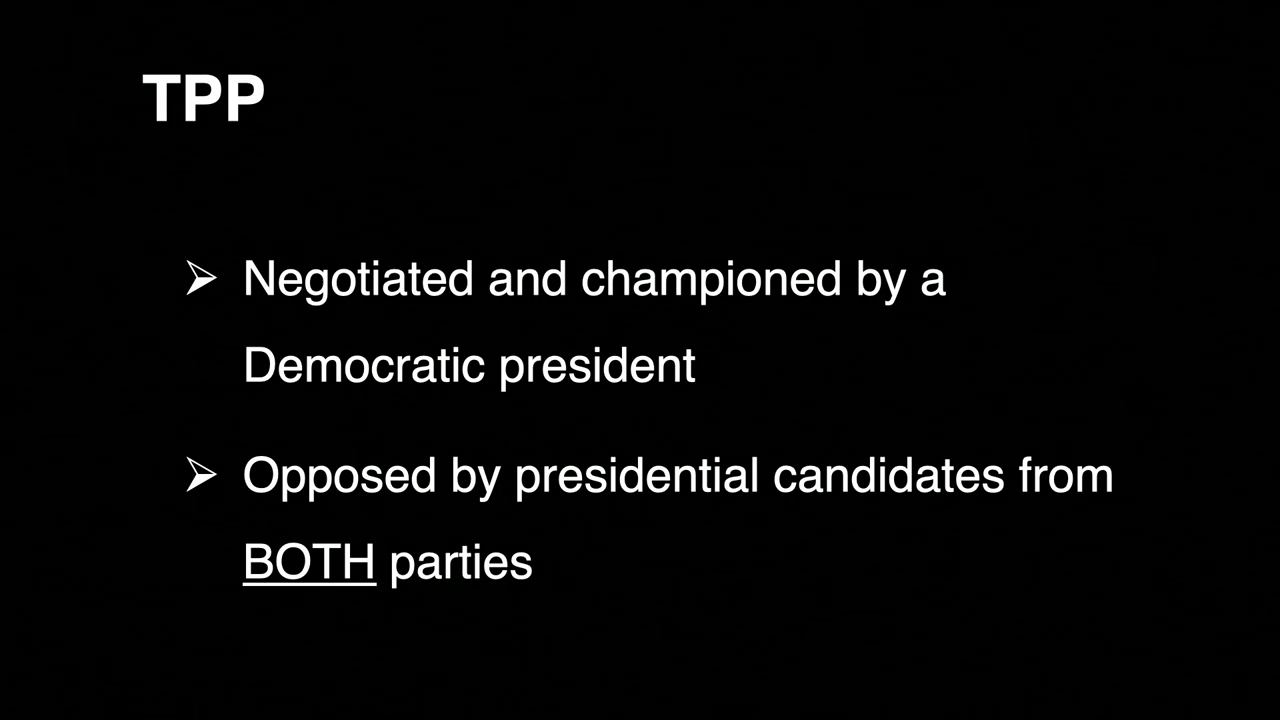 TPP
➢ Negotiated and championed by a
Democratic president
➢ Opposed by presidential candidates from
BOTH parties